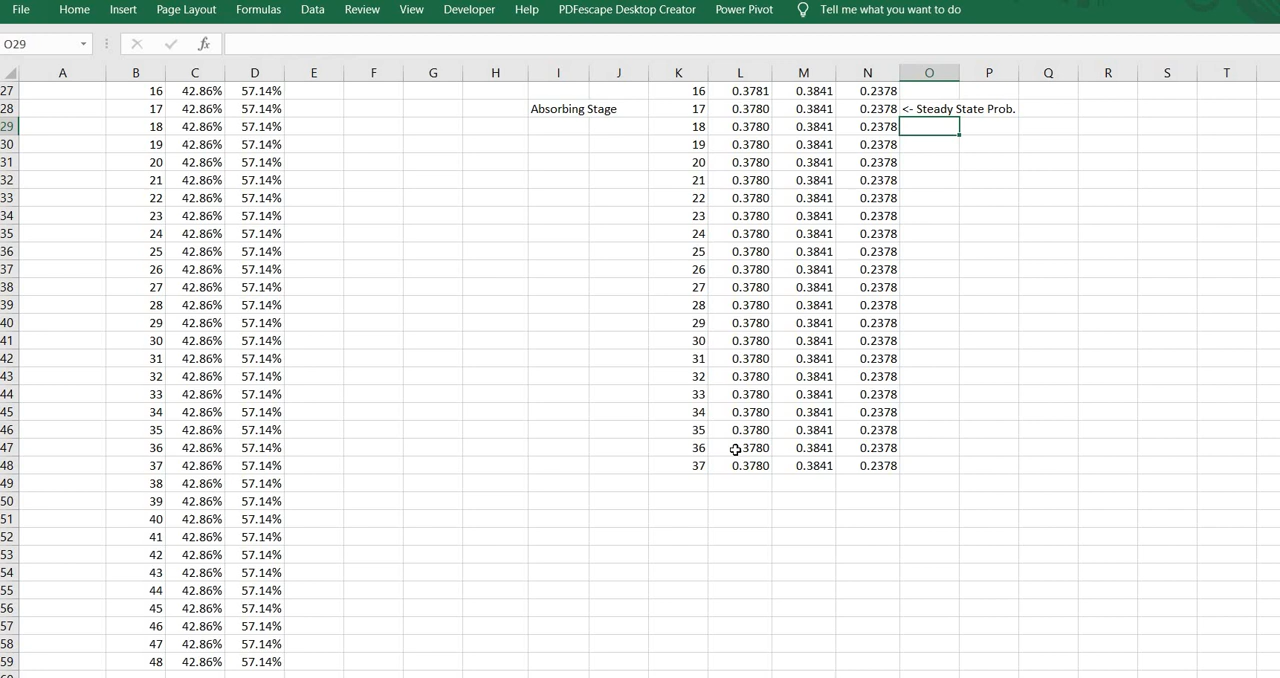 File Home Insert Page Layout Formulas Data Review View Developer Help PDFescape Desktop Creator Power Pivot Tell me what you want to do
O29 fx
A B C D E F G H I J K L M N O P Q R S T
27 16 42.86% 57.14% 16 0.3781 0.3841 0.2378
28 17 42.86% 57.14% Absorbing Stage 17 0.3780 0.3841 0.2378 <- Steady State Prob.
29 18 42.86% 57.14% 18 0.3780 0.3841 0.2378
30 19 42.86% 57.14% 19 0.3780 0.3841 0.2378
31 20 42.86% 57.14% 20 0.3780 0.3841 0.2378
32 21 42.86% 57.14% 21 0.3780 0.3841 0.2378
33 22 42.86% 57.14% 22 0.3780 0.3841 0.2378
34 23 42.86% 57.14% 23 0.3780 0.3841 0.2378
35 24 42.86% 57.14% 24 0.3780 0.3841 0.2378
36 25 42.86% 57.14% 25 0.3780 0.3841 0.2378
37 26 42.86% 57.14% 26 0.3780 0.3841 0.2378
38 27 42.86% 57.14% 27 0.3780 0.3841 0.2378
39 28 42.86% 57.14% 28 0.3780 0.3841 0.2378
40 29 42.86% 57.14% 29 0.3780 0.3841 0.2378
41 30 42.86% 57.14% 30 0.3780 0.3841 0.2378
42 31 42.86% 57.14% 31 0.3780 0.3841 0.2378
43 32 42.86% 57.14% 32 0.3780 0.3841 0.2378
44 33 42.86% 57.14% 33 0.3780 0.3841 0.2378
45 34 42.86% 57.14% 34 0.3780 0.3841 0.2378
46 35 42.86% 57.14% 35 0.3780 0.3841 0.2378
47 36 42.86% 57.14% 36 0.3780 0.3841 0.2378
48 37 42.86% 57.14% 37 0.3780 0.3841 0.2378
49 38 42.86% 57.14%
50 39 42.86% 57.14%
51 40 42.86% 57.14%
52 41 42.86% 57.14%
53 42 42.86% 57.14%
54 43 42.86% 57.14%
55 44 42.86% 57.14%
56 45 42.86% 57.14%
57 46 42.86% 57.14%
58 47 42.86% 57.14%
59 48 42.86% 57.14%